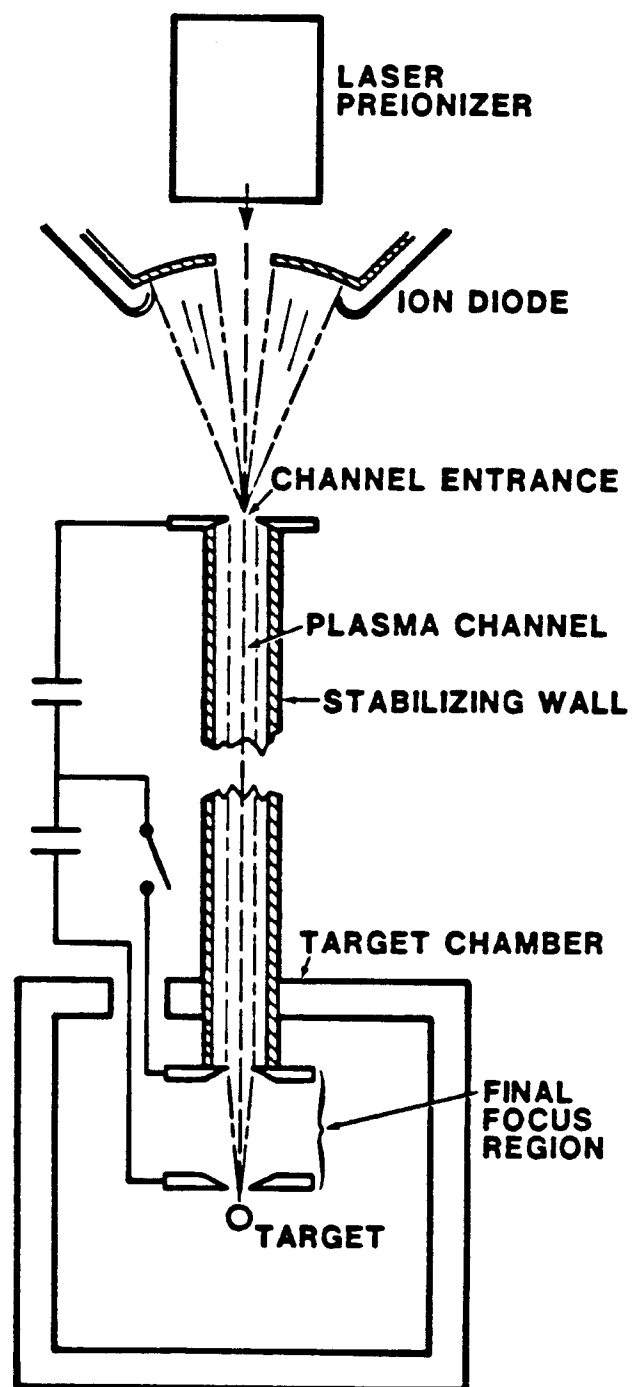 LASER
PREIONIZER
ION DIODE
CHANNEL ENTRANCE
PLASMA CHANNEL
STABILIZING WALL
TARGET CHAMBER
FINAL
FOCUS
REGION
TARGET